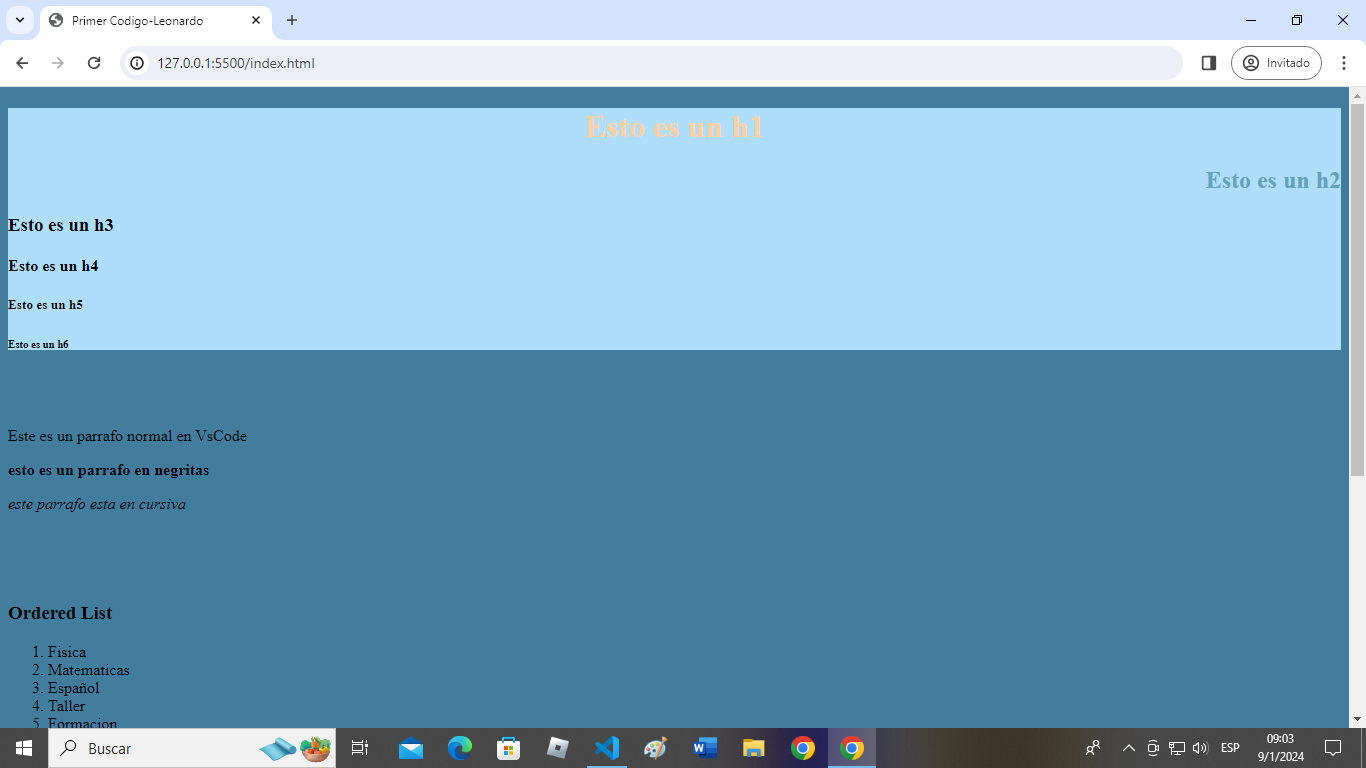 Primer Codigo-Leonardo
127.0.0.1:5500/index.html
Invitado
Esto es un h1
Esto es un h2
Esto es un h3
Esto es un h4
Esto es un h5
Esto es un h6
Este es un parrafo normal en VsCode
esto es un parrafo en negritas
este parrafo esta en cursiva
Ordered List
1. Fisica
2. Matematicas
3. Español
4. Taller
5. Formacion
Buscar
ESP
09:03
9/1/2024